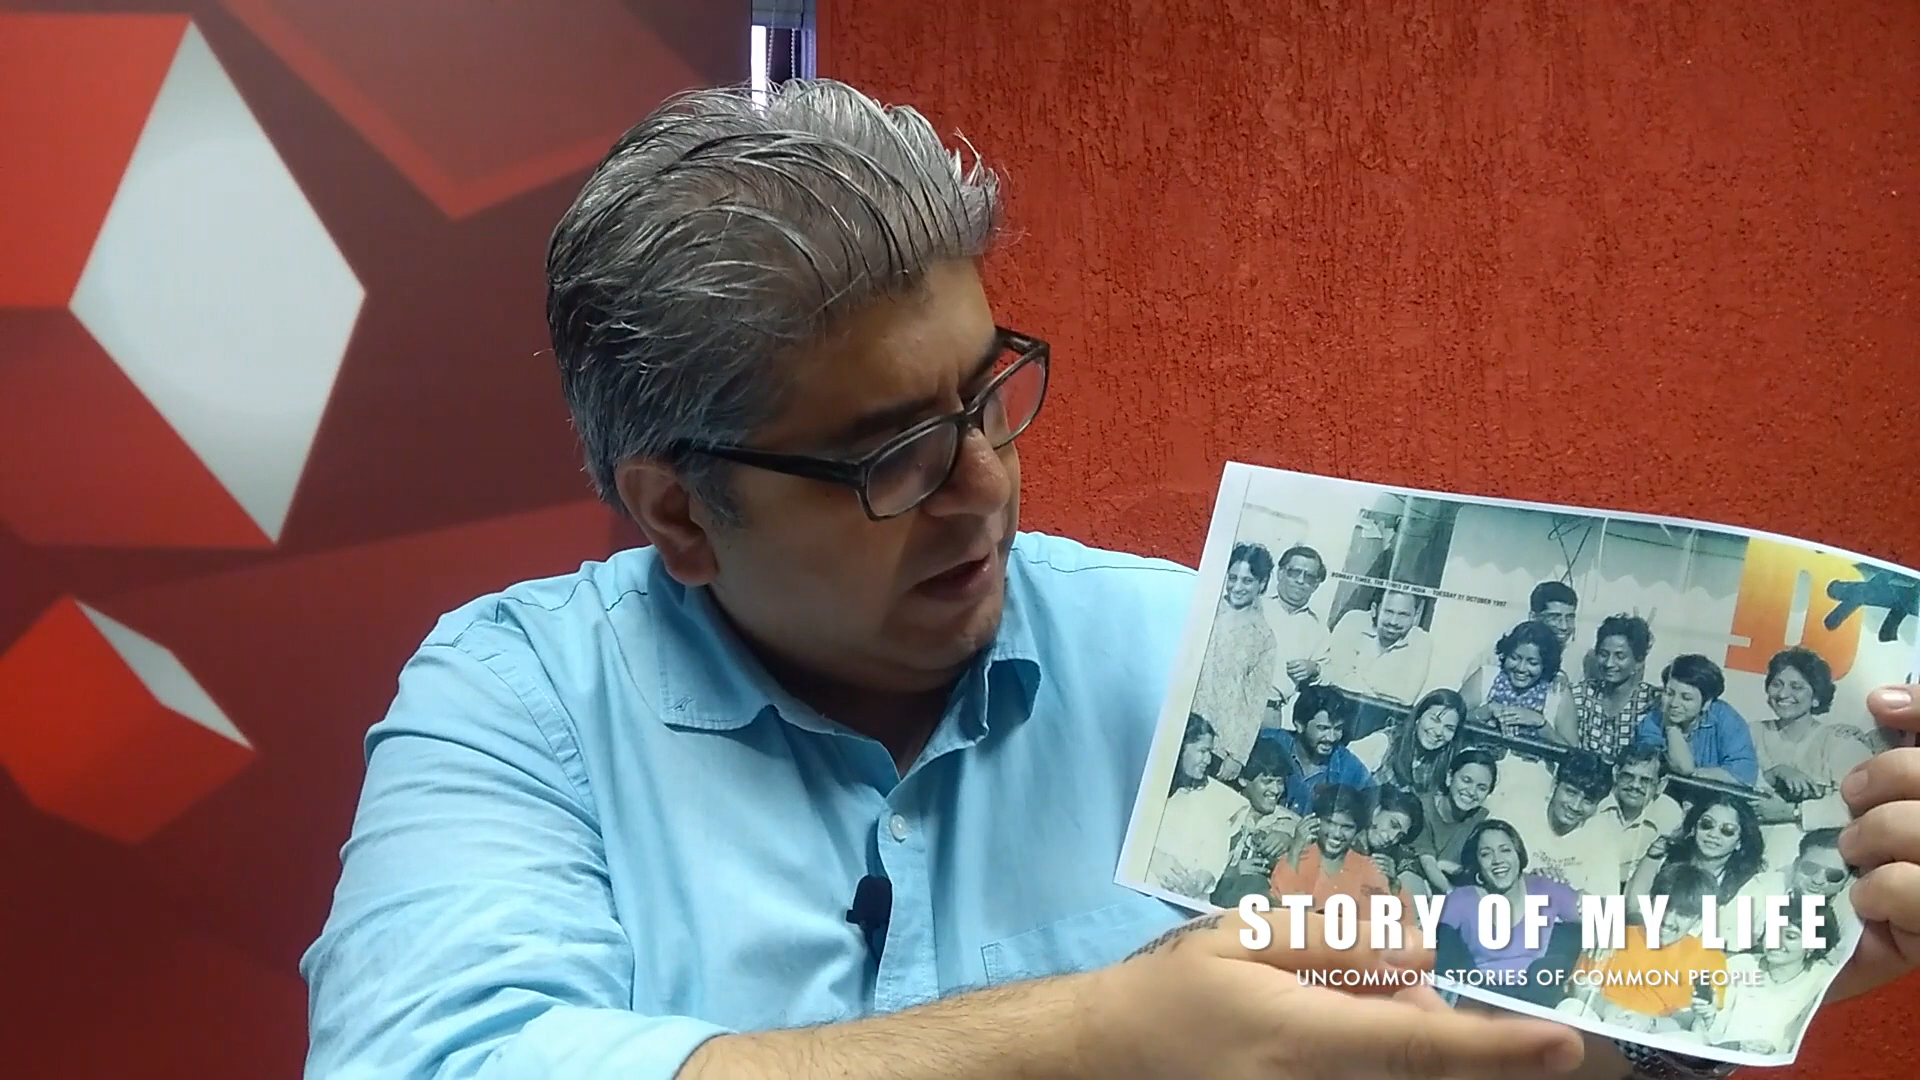 BOMBAY TIMES, THE TIMES OF INDIA TUESDAY 21 OCTOBER 1997
STORY OF MY LIFE
UNCOMMON STORIES OF COMMON PEOPLE